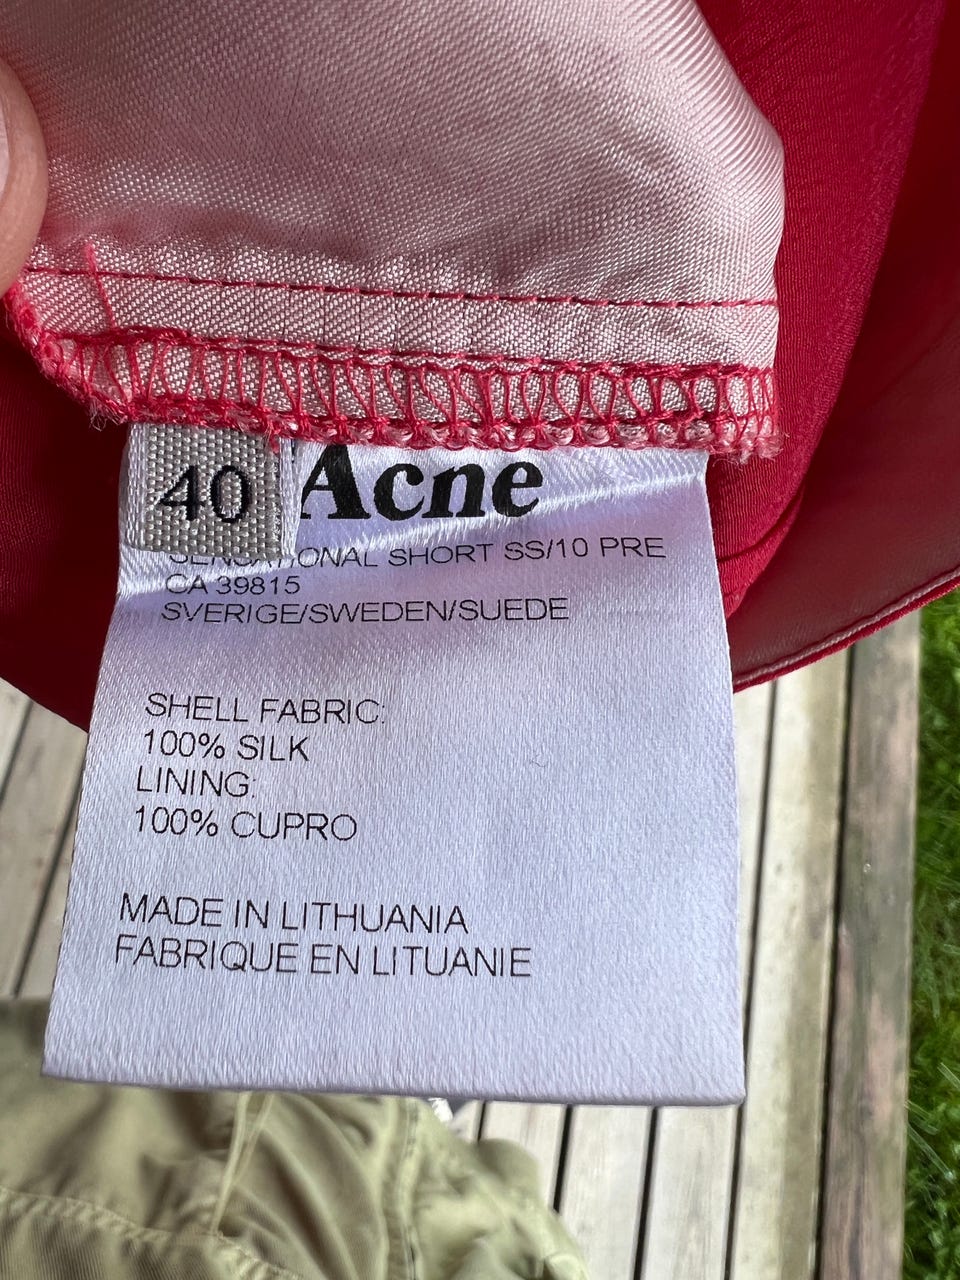 40
Acne
SENSATIONAL SHORT SS/10 PRE
CA 39815
SVERIGE/SWEDEN/SUEDE
SHELL FABRIC:
100% SILK
LINING:
100% CUPRO
MADE IN LITHUANIA
FABRIQUE EN LITUANIE